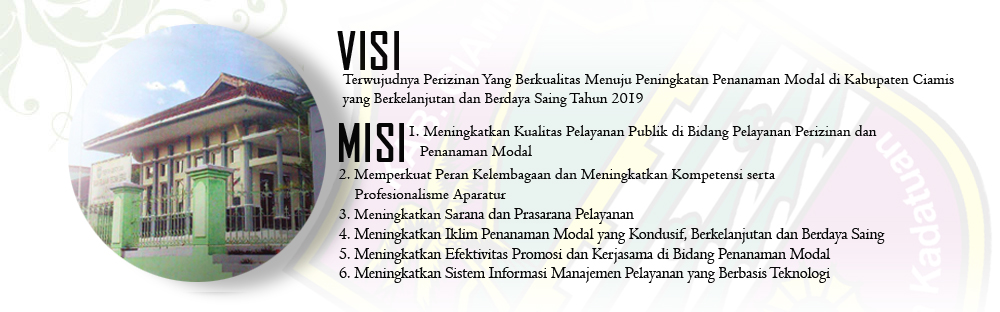 VISI
Terwujudnya Perizinan Yang Berkualitas Menuju Peningkatan Penanaman Modal di Kabupaten Ciamis
yang Berkelanjutan dan Berdaya Saing Tahun 2019
MISI
1. Meningkatkan Kualitas Pelayanan Publik di Bidang Pelayanan Perizinan dan
Penanaman Modal
2. Memperkuat Peran Kelembagaan dan Meningkatkan Kompetensi serta
Profesionalisme Aparatur
3. Meningkatkan Sarana dan Prasarana Pelayanan
4. Meningkatkan Iklim Penanaman Modal yang Kondusif, Berkelanjutan dan Berdaya Saing
5. Meningkatkan Efektivitas Promosi dan Kerjasama di Bidang Penanaman Modal
6. Meningkatkan Sistem Informasi Manajemen Pelayanan yang Berbasis Teknologi
Kadatuan